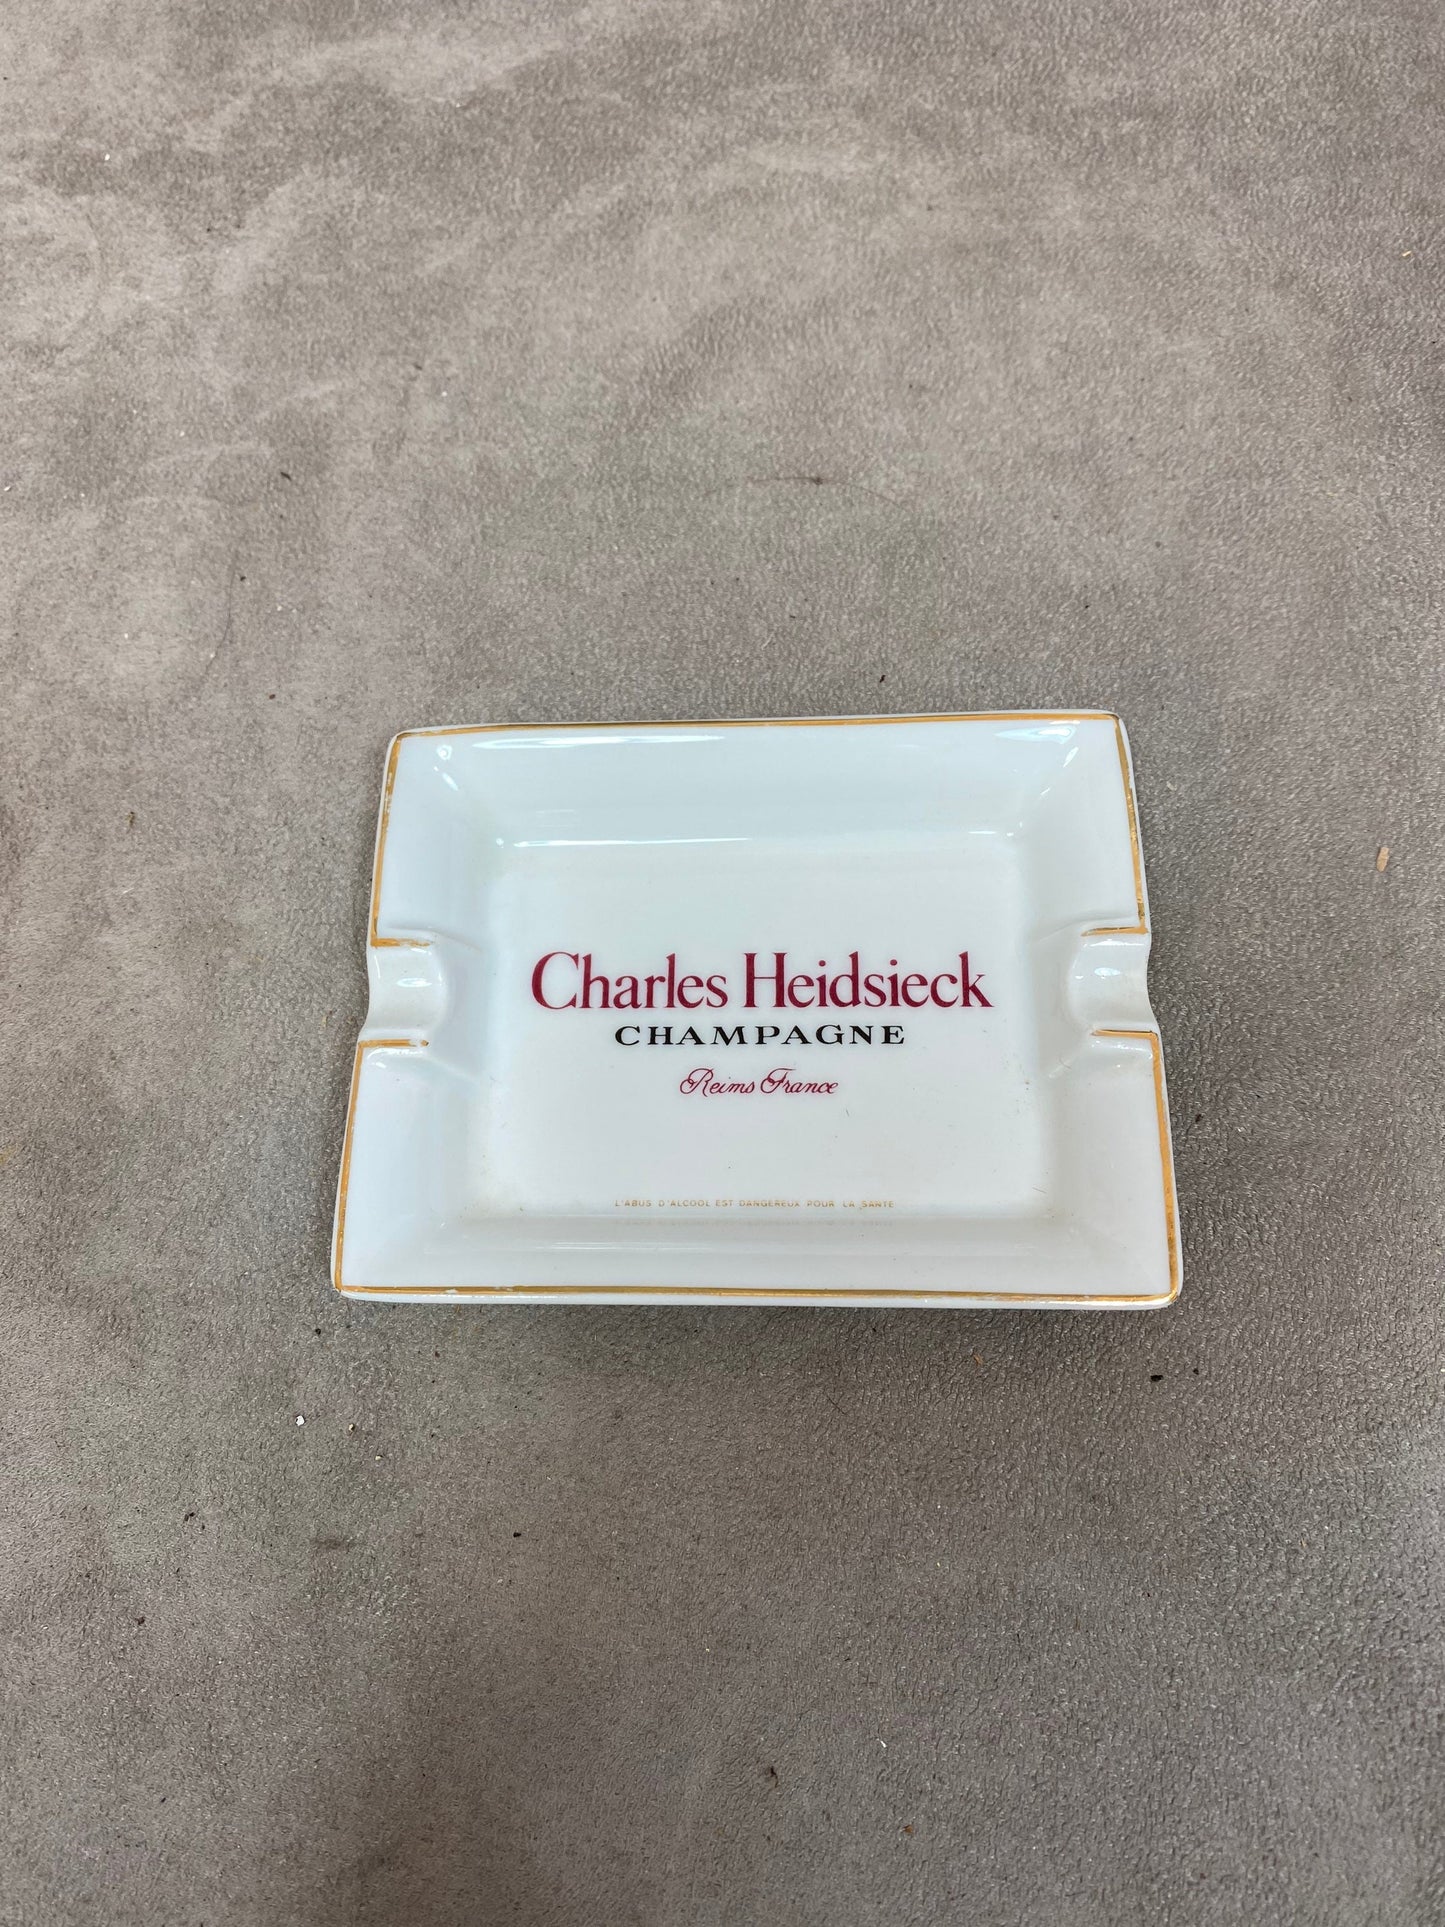 Charles Heidsieck
CHAMPAGNE
Reims France
L'ABUS D'ALCOOL EST DANGEREUX POUR LA SANTE